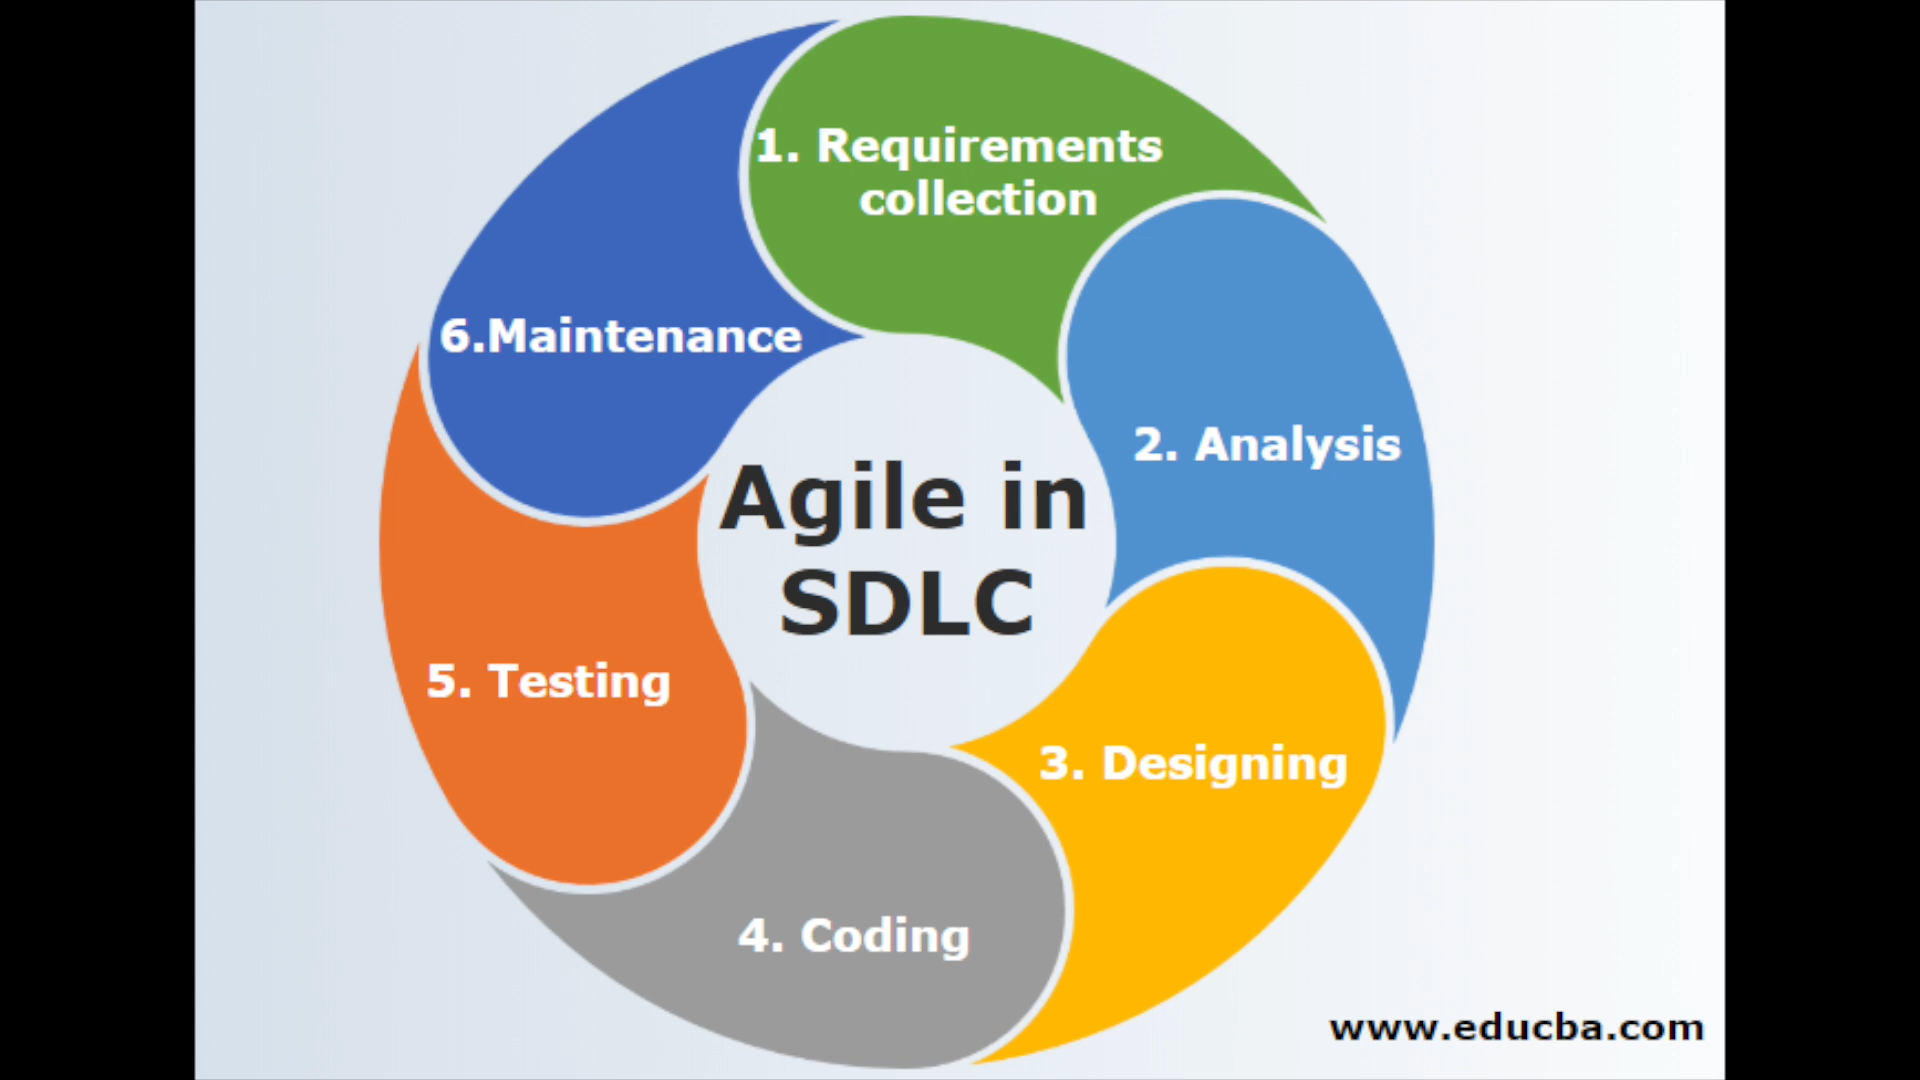 1. Requirements
collection
2. Analysis
3. Designing
4. Coding
5. Testing
6.Maintenance
Agile in
SDLC
www.educba.com